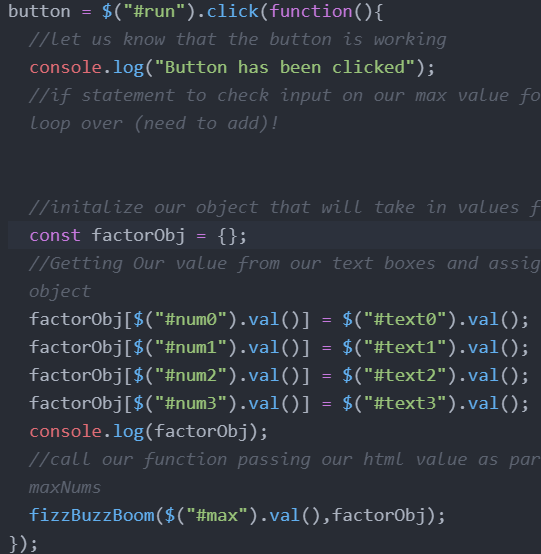 button = $("#run").click(function(){
//let us know that the button is working
console.log("Button has been clicked");
//if statement to check input on our max value
loop over (need to add)!
//initalize our object that will take in values
const factorObj = {};
//Getting Our value from our text boxes and
object
factorObj[$("#num0").val()] = $("#text0").val();
factorObj[$("#num1").val()] = $("#text1").val();
factorObj[$("#num2").val()] = $("#text2").val();
factorObj[$("#num3").val()] = $("#text3").val();
console.log(factorObj);
//call our function passing our html value as
maxNums
fizzBuzzBoom($("#max").val(),factorObj);
});